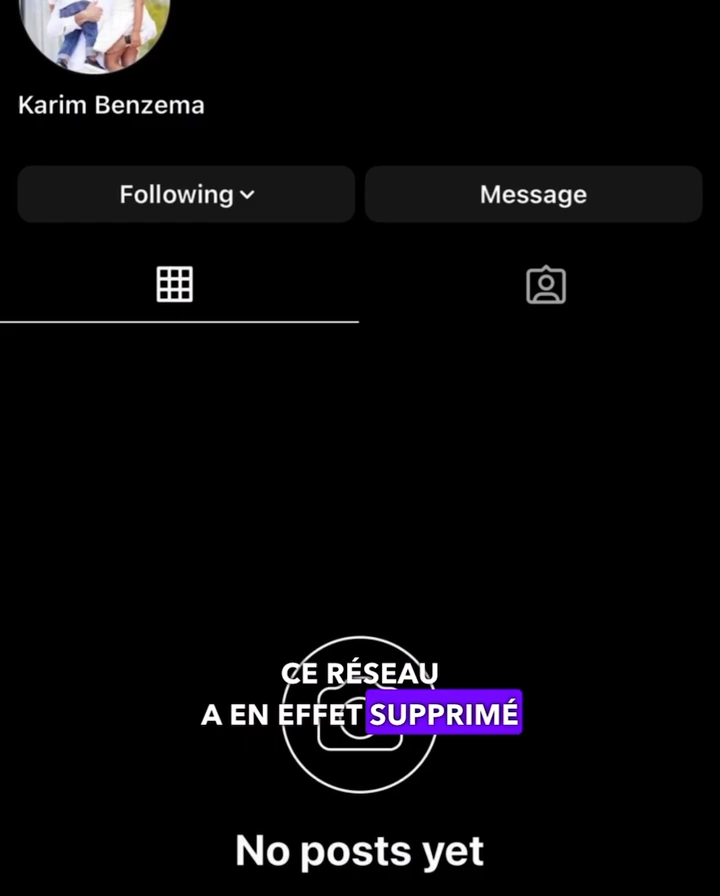 Karim Benzema
Following
Message
CE RÉSEAU
A EN EFFET SUPPRIMÉ
No posts yet